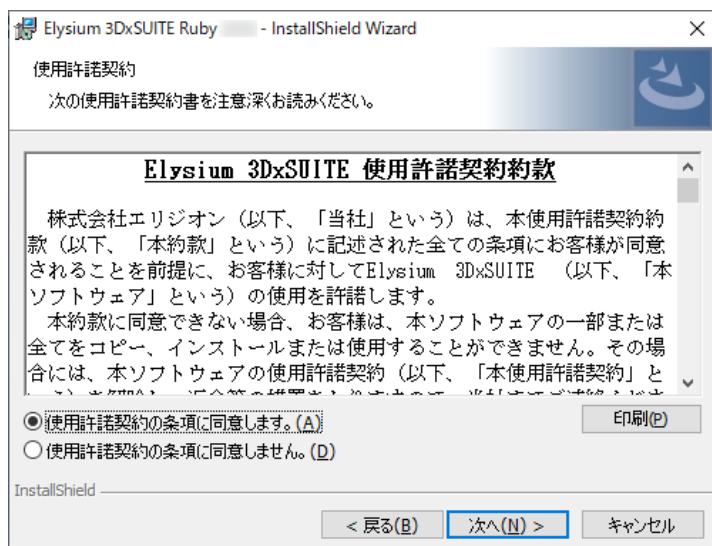 Elysium 3DxSUITE Ruby - InstallShield Wizard
使用許諾契約
次の使用許諾契約書を注意深くお読みください。
Elysium 3DxSUITE 使用許諾契約約款
株式会社エリジオン（以下、「当社」という）は、本使用許諾契約約
款（以下、「本約款」という）に記述された全ての条項にお客様が同意
されることを前提に、お客様に対してElysium 3DxSUITE （以下、「本
ソフトウェア」という）の使用を許諾します。
本約款に同意できない場合、お客様は、本ソフトウェアの一部または
全てをコピー、インストールまたは使用することができません。その場
合には、本ソフトウェアの使用許諾契約（以下、「本使用許諾契約」と
使用許諾契約の条項に同意します。(A)
印刷(P)
使用許諾契約の条項に同意しません。(D)
InstallShield
< 戻る(B)
次へ(N) >
キャンセル